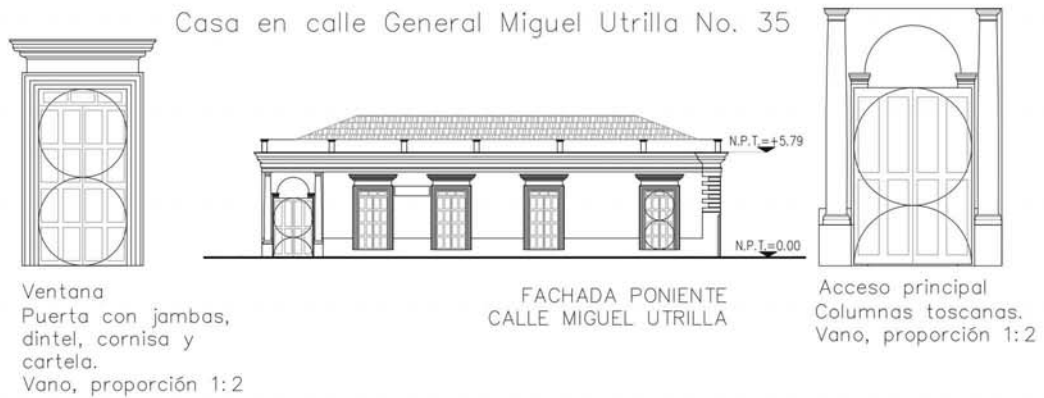 Casa en calle General Miguel Utrilla No. 35
N.P.T.=+5.79
N.P.T.=0.00
Ventana
Puerta con jambas,
dintel, cornisa y
cartela.
Vano, proporción 1:2
FACHADA PONIENTE
CALLE MIGUEL UTRILLA
Acceso principal
Columnas toscanas.
Vano, proporción 1:2